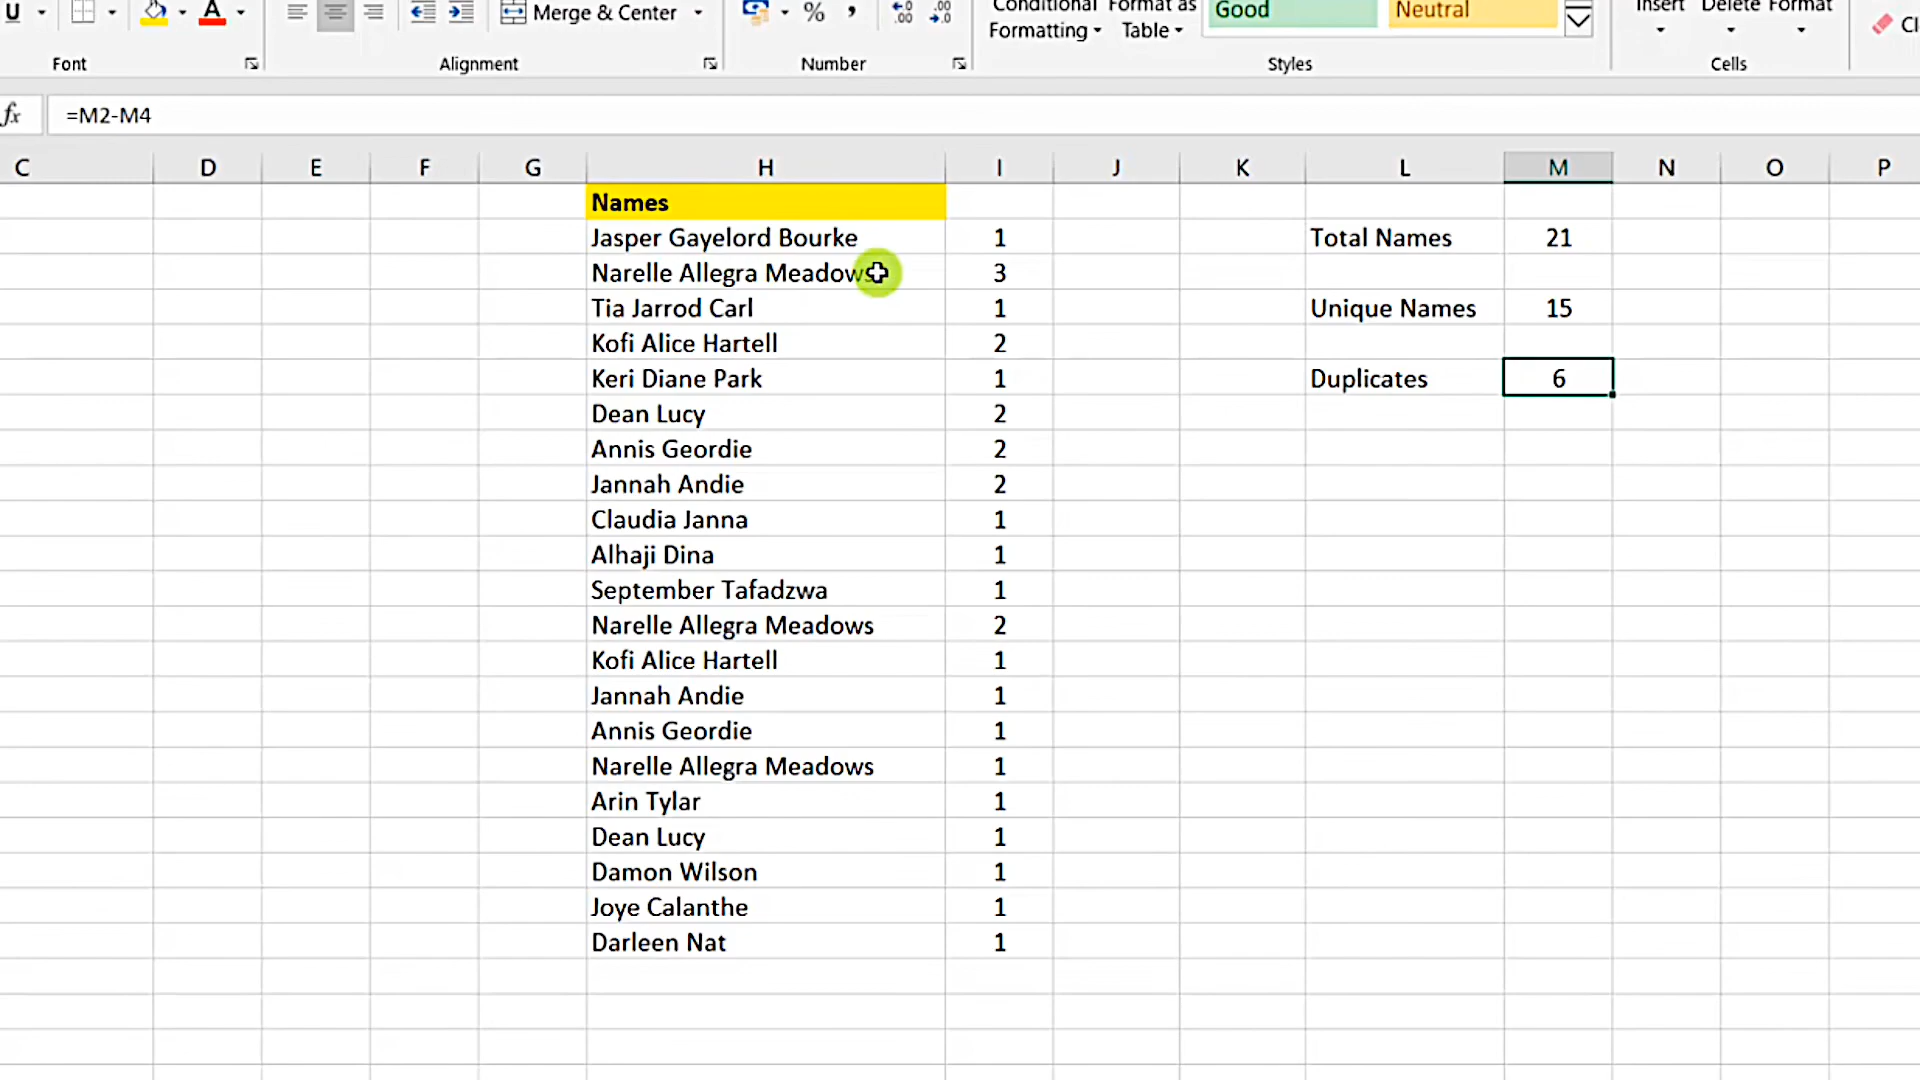 U A Merge & Center % , .00 .00 Conditional Format as Good Neutral Insert Delete Format
Formatting Table
Font Alignment Number Styles Cells
fx =M2-M4
C D E F G H I J K L M N O P
Names
Jasper Gayelord Bourke 1 Total Names 21
Narelle Allegra Meadows 3
Tia Jarrod Carl 1 Unique Names 15
Kofi Alice Hartell 2
Keri Diane Park 1 Duplicates 6
Dean Lucy 2
Annis Geordie 2
Jannah Andie 2
Claudia Janna 1
Alhaji Dina 1
September Tafadzwa 1
Narelle Allegra Meadows 2
Kofi Alice Hartell 1
Jannah Andie 1
Annis Geordie 1
Narelle Allegra Meadows 1
Arin Tylar 1
Dean Lucy 1
Damon Wilson 1
Joye Calanthe 1
Darleen Nat 1